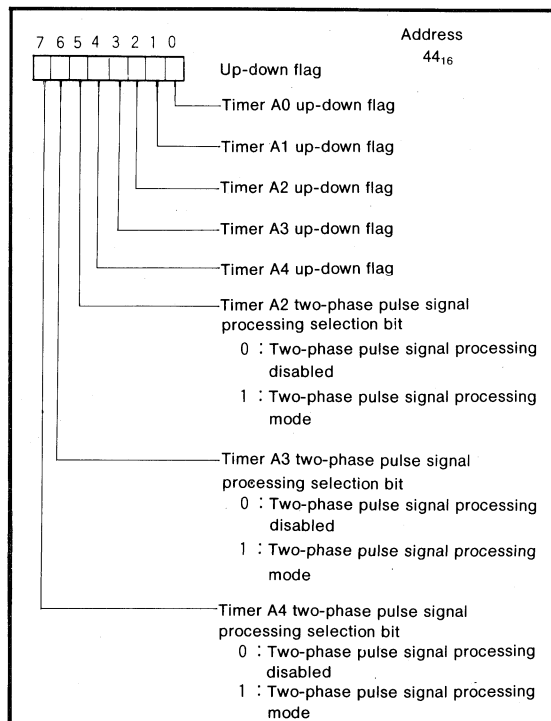 Address
44₁₆
7 6 5 4 3 2 1 0
Up-down flag
Timer A0 up-down flag
Timer A1 up-down flag
Timer A2 up-down flag
Timer A3 up-down flag
Timer A4 up-down flag
Timer A2 two-phase pulse signal
processing selection bit
0 : Two-phase pulse signal processing
disabled
1 : Two-phase pulse signal processing
mode
Timer A3 two-phase pulse signal
processing selection bit
0 : Two-phase pulse signal processing
disabled
1 : Two-phase pulse signal processing
mode
Timer A4 two-phase pulse signal
processing selection bit
0 : Two-phase pulse signal processing
disabled
1 : Two-phase pulse signal processing
mode